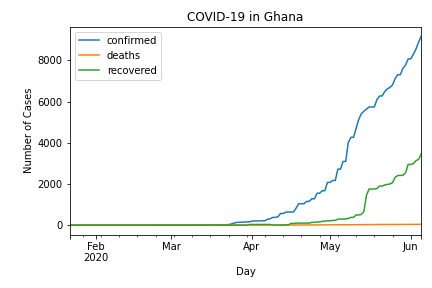 COVID-19 in Ghana
confirmed
deaths
recovered
Number of Cases
8000
6000
4000
2000
0
Feb Mar Apr May Jun
2020
Day